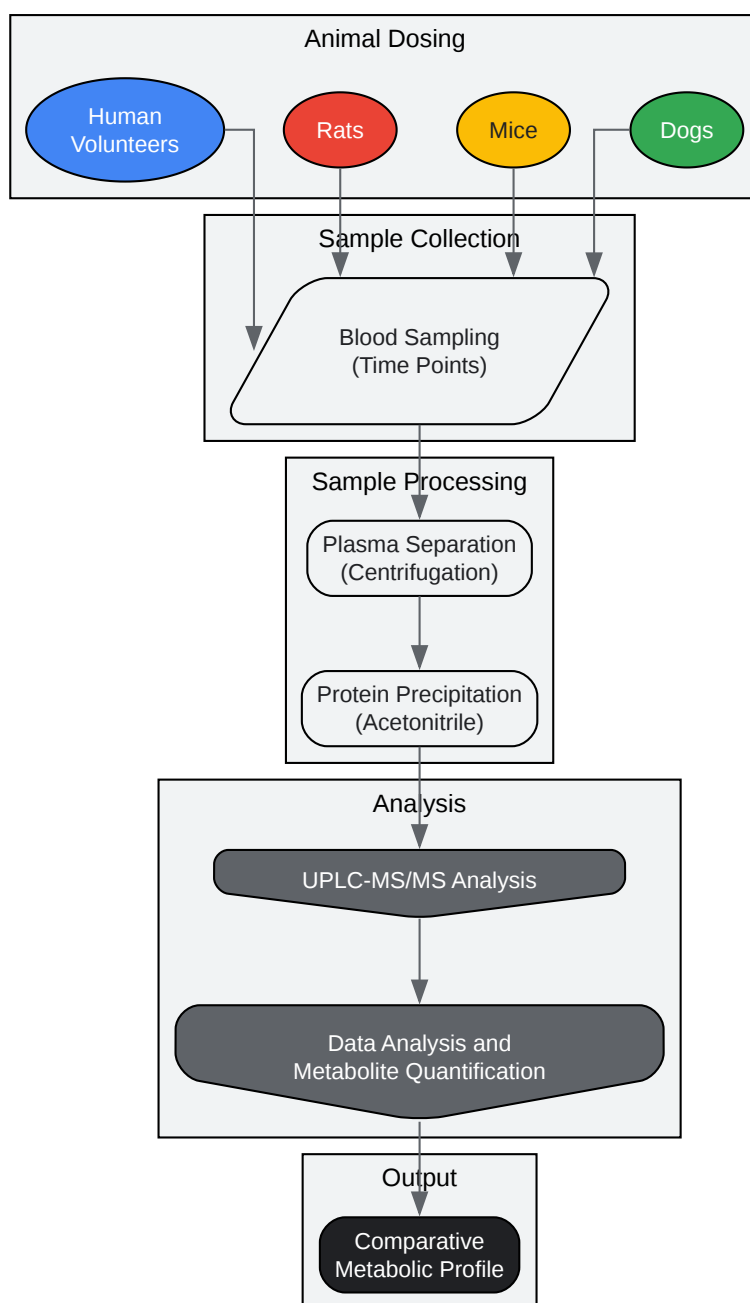 Animal Dosing
Human
Volunteers
Rats
Mice
Dogs
Sample Collection
Blood Sampling
(Time Points)
Sample Processing
Plasma Separation
(Centrifugation)
Protein Precipitation
(Acetonitrile)
Analysis
UPLC-MS/MS Analysis
Data Analysis and
Metabolite Quantification
Output
Comparative
Metabolic Profile